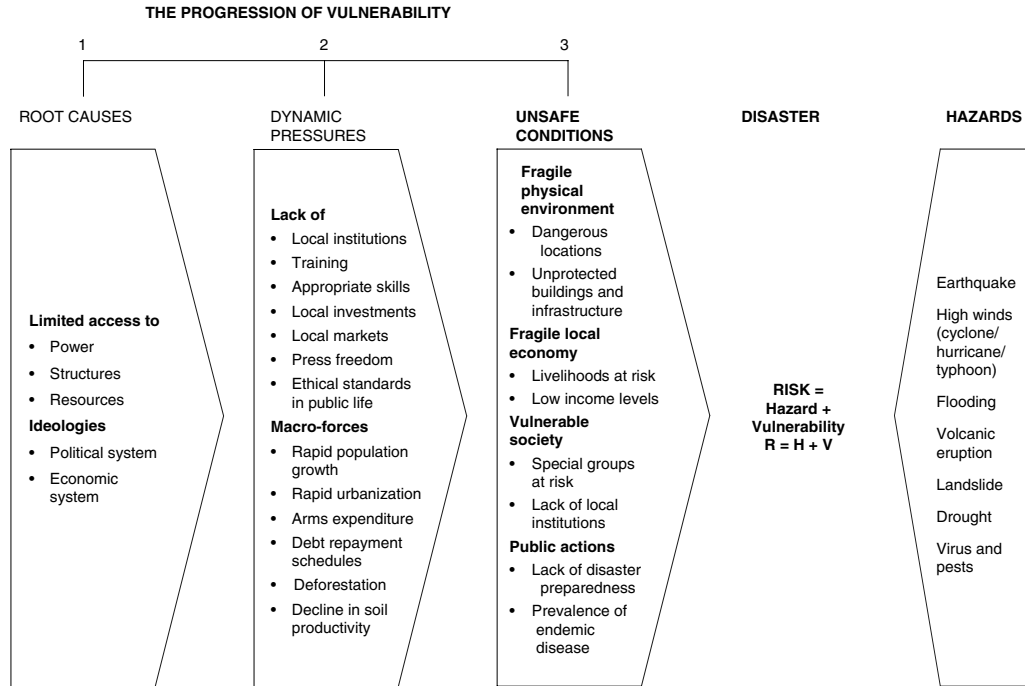 THE PROGRESSION OF VULNERABILITY
1
2
3
ROOT CAUSES
Limited access to
• Power
• Structures
• Resources
Ideologies
• Political system
• Economic
system
DYNAMIC
PRESSURES
Lack of
• Local institutions
• Training
• Appropriate skills
• Local investments
• Local markets
• Press freedom
• Ethical standards
in public life
Macro-forces
• Rapid population
growth
• Rapid urbanization
• Arms expenditure
• Debt repayment
schedules
• Deforestation
• Decline in soil
productivity
UNSAFE
CONDITIONS
Fragile
physical
environment
• Dangerous
locations
• Unprotected
buildings and
infrastructure
Fragile local
economy
• Livelihoods at risk
• Low income levels
Vulnerable
society
• Special groups
at risk
• Lack of local
institutions
Public actions
• Lack of disaster
preparedness
• Prevalence of
endemic
disease
DISASTER
RISK =
Hazard +
Vulnerability
R = H + V
HAZARDS
Earthquake
High winds
(cyclone/
hurricane/
typhoon)
Flooding
Volcanic
eruption
Landslide
Drought
Virus and
pests